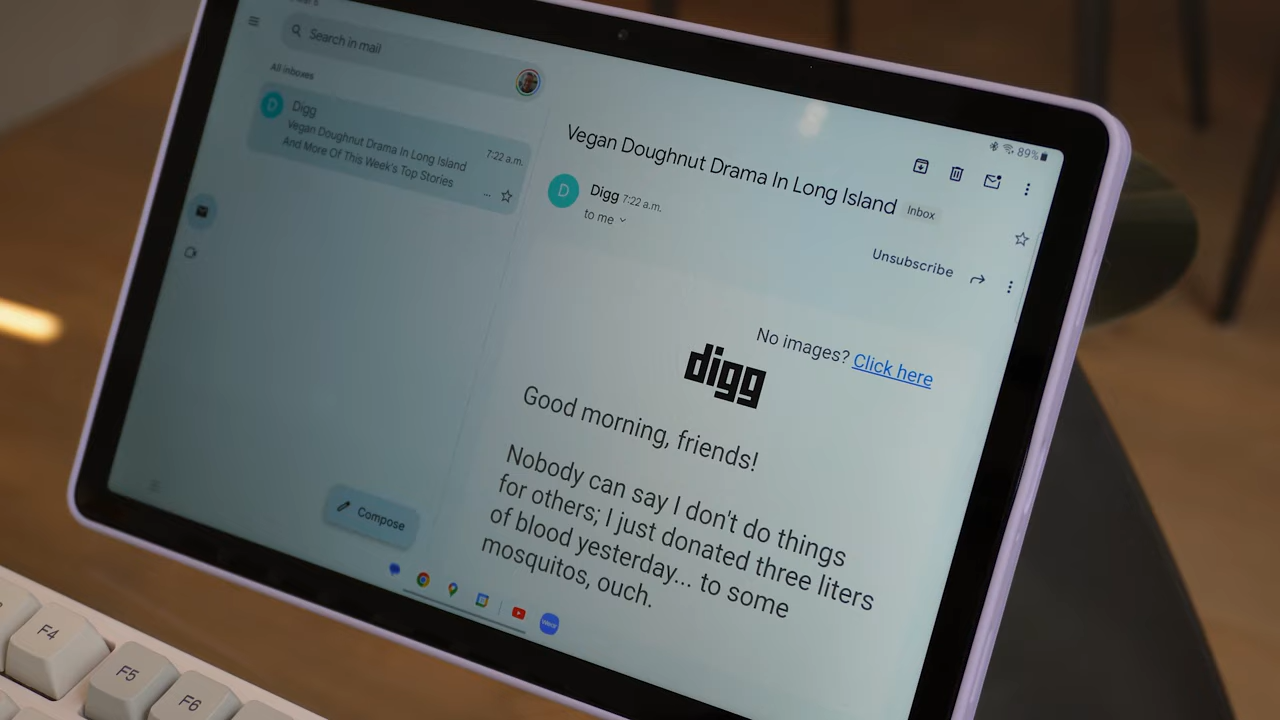 Search in mail
All inboxes
D
Digg
Vegan Doughnut Drama In Long Island
7:22 a.m.
And More Of This Week's Top Stories
...
Compose
89%
Vegan Doughnut Drama In Long Island
Inbox
D
Digg 7:22 a.m.
to me
Unsubscribe
No images? Click here
digg
Good morning, friends!
Nobody can say I don't do things
for others; I just donated three liters
of blood yesterday... to some
mosquitos, ouch.
F4
F5
F6